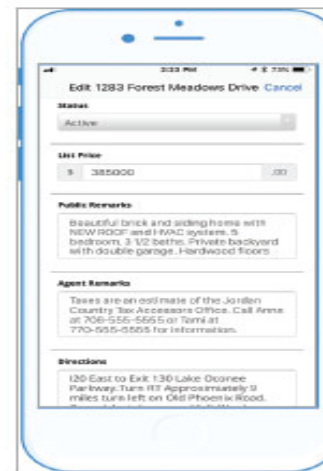 2:23 PM 73%
Edit 1283 Forest Meadows Drive Cancel
Status
Active
List Price
$ 385000 .00
Public Remarks
Beautiful brick and siding home with
NEW ROOF and HVAC system. 5
bedroom, 3 1/2 baths. Private backyard
with double garage. Hardwood floors
Agent Remarks
Taxes are an estimate of the Jordan
Country Tax Accessors Office. Call Anne
at 706-555-5555 or Tami at
770-555-5555 for information.
Directions
I20 East to Exit 130 Lake Oconee
Parkway. Turn RT Approximately 9
miles turn left on Old Phoenix Road.